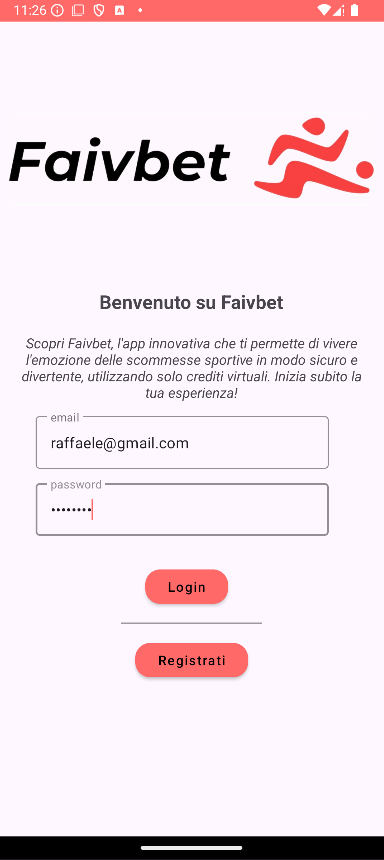 11:26
Faivbet
Benvenuto su Faivbet
Scopri Faivbet, l'app innovativa che ti permette di vivere
l'emozione delle scommesse sportive in modo sicuro e
divertente, utilizzando solo crediti virtuali. Inizia subito la
tua esperienza!
email
raffaele@gmail.com
password
••••••••
Login
Registrati